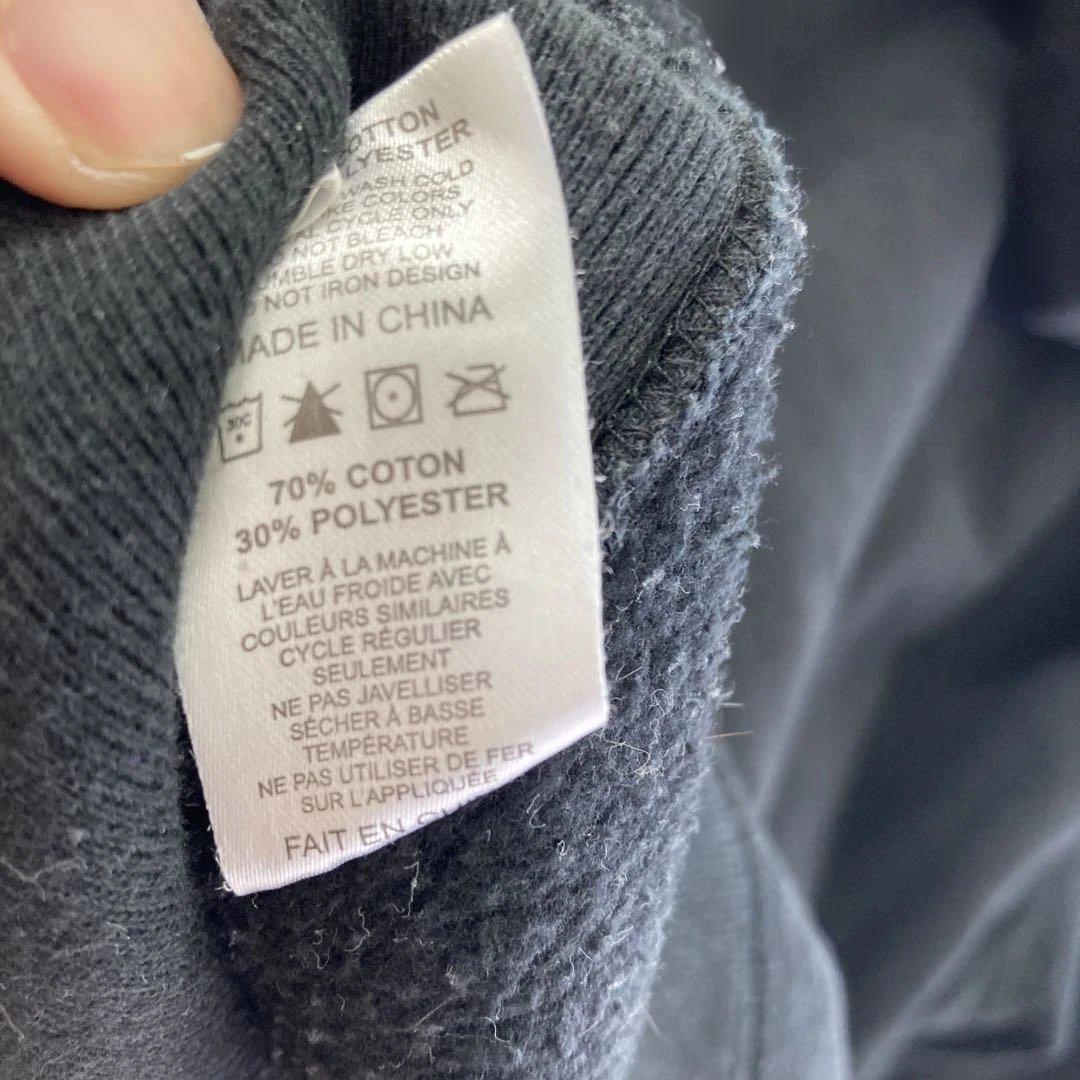 COTTON
POLYESTER
WASH COLD
LIKE COLORS
CYCLE ONLY
NOT BLEACH
TUMBLE DRY LOW
NOT IRON DESIGN
MADE IN CHINA
30C
70% COTON
30% POLYESTER
LAVER À LA MACHINE À
L'EAU FROIDE AVEC
COULEURS SIMILAIRES
CYCLE RÉGULIER
SEULEMENT
NE PAS JAVELLISER
SÉCHER À BASSE
TEMPÉRATURE
NE PAS UTILISER DE FER
SUR L'APPLIQUÉE
FAIT EN